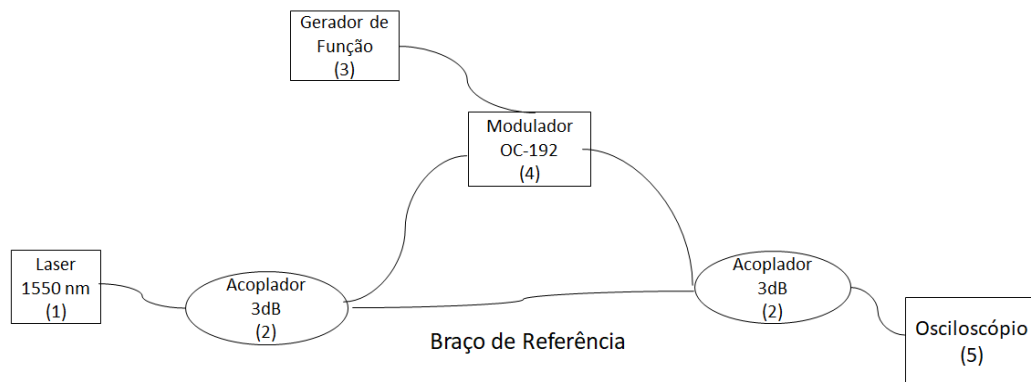 Gerador de
Função
(3)
Modulador
OC-192
(4)
Laser
1550 nm
(1)
Acoplador
3dB
(2)
Acoplador
3dB
(2)
Braço de Referência
Osciloscópio
(5)